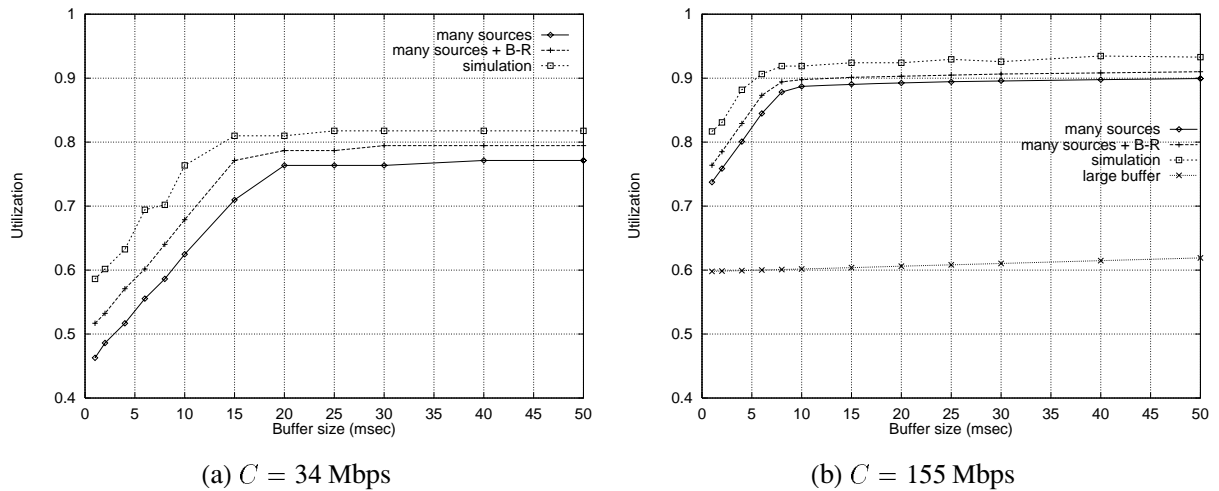 1
0.9
0.8
0.7
0.6
0.5
0.4
Utilization
many sources
many sources + B-R
simulation
0 5 10 15 20 25 30 35 40 45 50
Buffer size (msec)
(a) C = 34 Mbps
1
0.9
0.8
0.7
0.6
0.5
0.4
Utilization
many sources
many sources + B-R
simulation
large buffer
0 5 10 15 20 25 30 35 40 45 50
Buffer size (msec)
(b) C = 155 Mbps